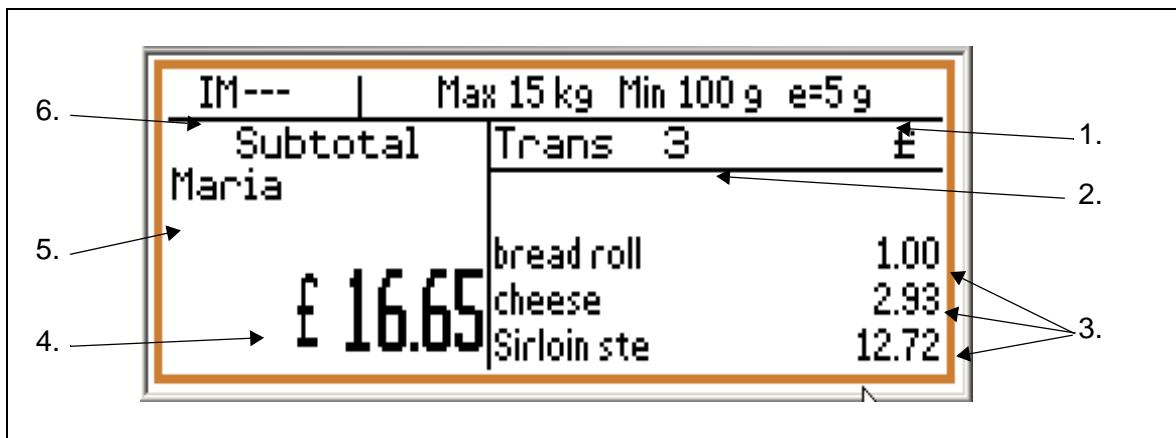 IM--- Max 15 kg Min 100 g e=5 g
6.
1.
Subtotal
Trans 3 £
Maria
2.
5.
bread roll 1.00
£ 16.65
cheese 2.93
4.
3.
Sirloin ste 12.72